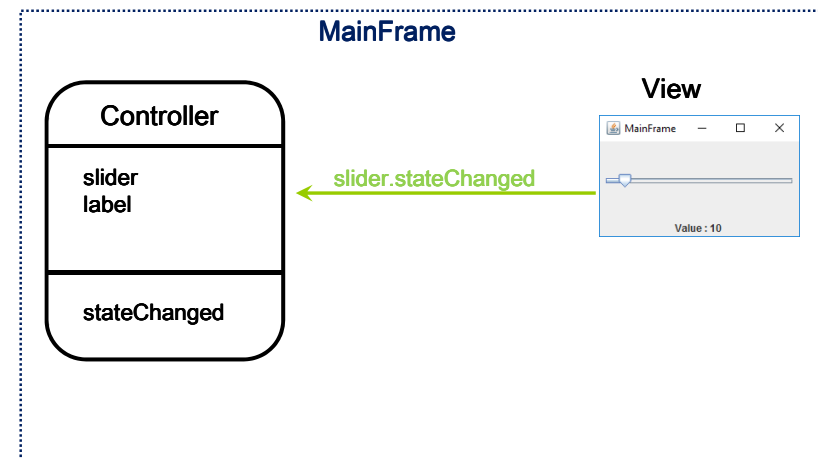 MainFrame
Controller
slider
label
stateChanged
slider.stateChanged
View
MainFrame
Value : 10